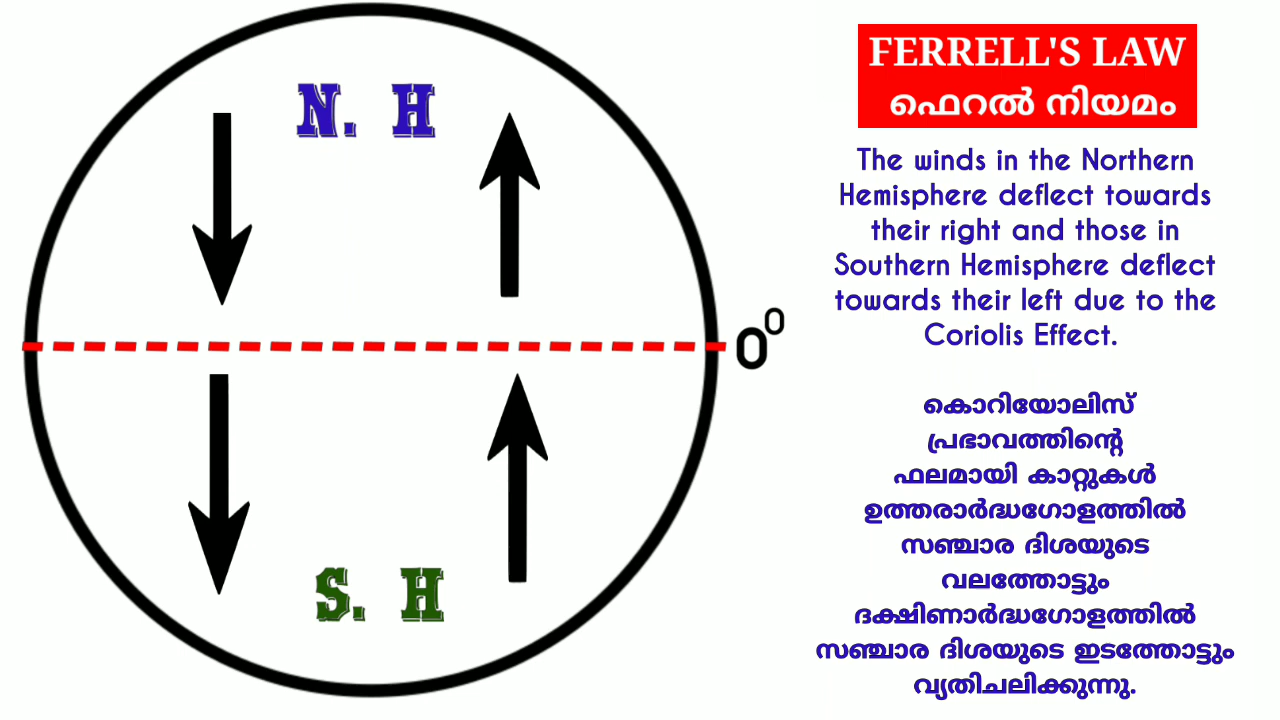 N. H
0⁰
S. H
FERRELL'S LAW
ഫെറൽ നിയമം
The winds in the Northern
Hemisphere deflect towards
their right and those in
Southern Hemisphere deflect
towards their left due to the
Coriolis Effect.
കൊറിയോലിസ്
പ്രഭാവത്തിന്റെ
ഫലമായി കാറ്റുകൾ
ഉത്തരാർദ്ധഗോളത്തിൽ
സഞ്ചാര ദിശയുടെ
വലത്തോട്ടും
ദക്ഷിണാർദ്ധഗോളത്തിൽ
സഞ്ചാര ദിശയുടെ ഇടത്തോട്ടും
വ്യതിചലിക്കുന്നു.